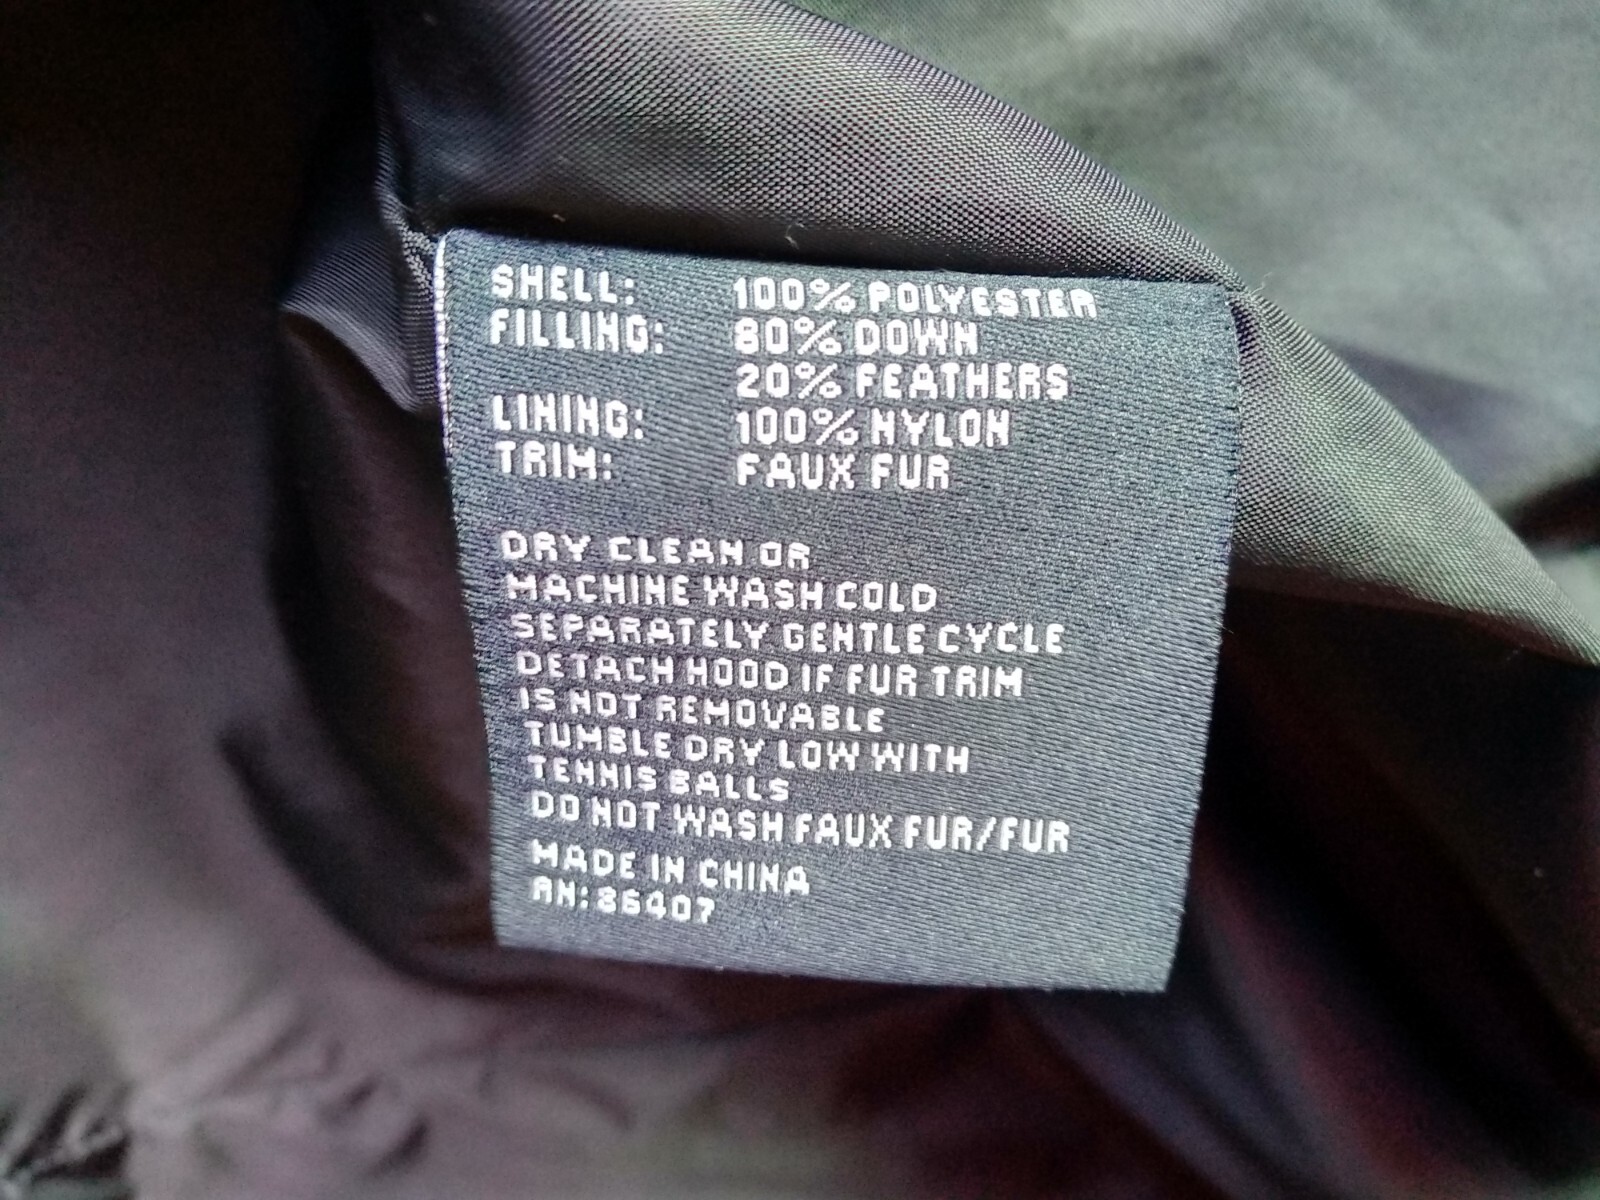 SHELL: 100% POLYESTER
FILLING: 80% DOWN
20% FEATHERS
LINING: 100% NYLON
TRIM: FAUX FUR
DRY CLEAN OR
MACHINE WASH COLD
SEPARATELY GENTLE CYCLE
DETACH HOOD IF FUR TRIM
IS NOT REMOVABLE
TUMBLE DRY LOW WITH
TENNIS BALLS
DO NOT WASH FAUX FUR/FUR
MADE IN CHINA
RN: 86407